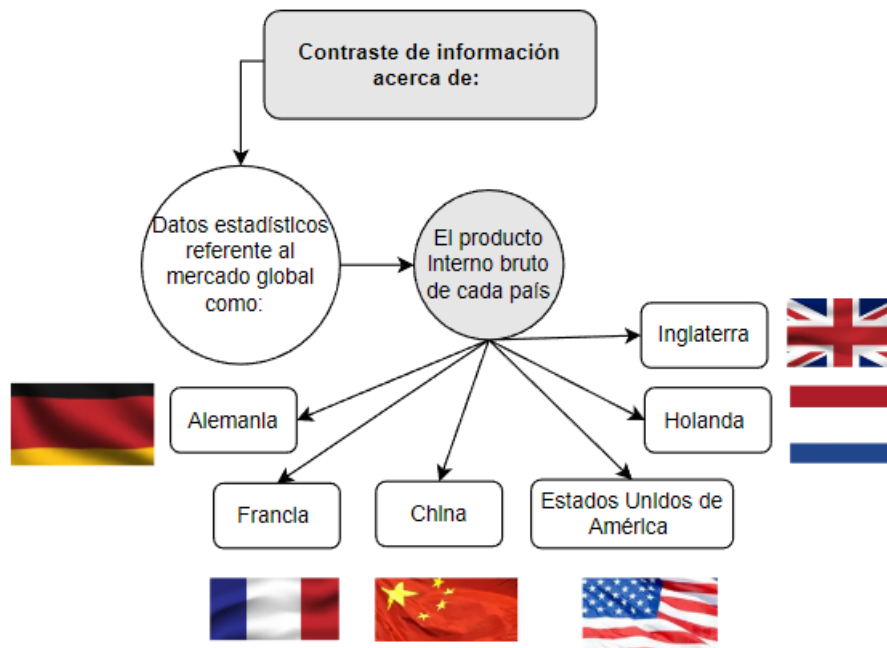 Contraste de información
acerca de:
Datos estadísticos
referente al
mercado global
como:
El producto
Interno bruto
de cada país
Inglaterra
Alemania
Holanda
Francia
China
Estados Unidos de
América